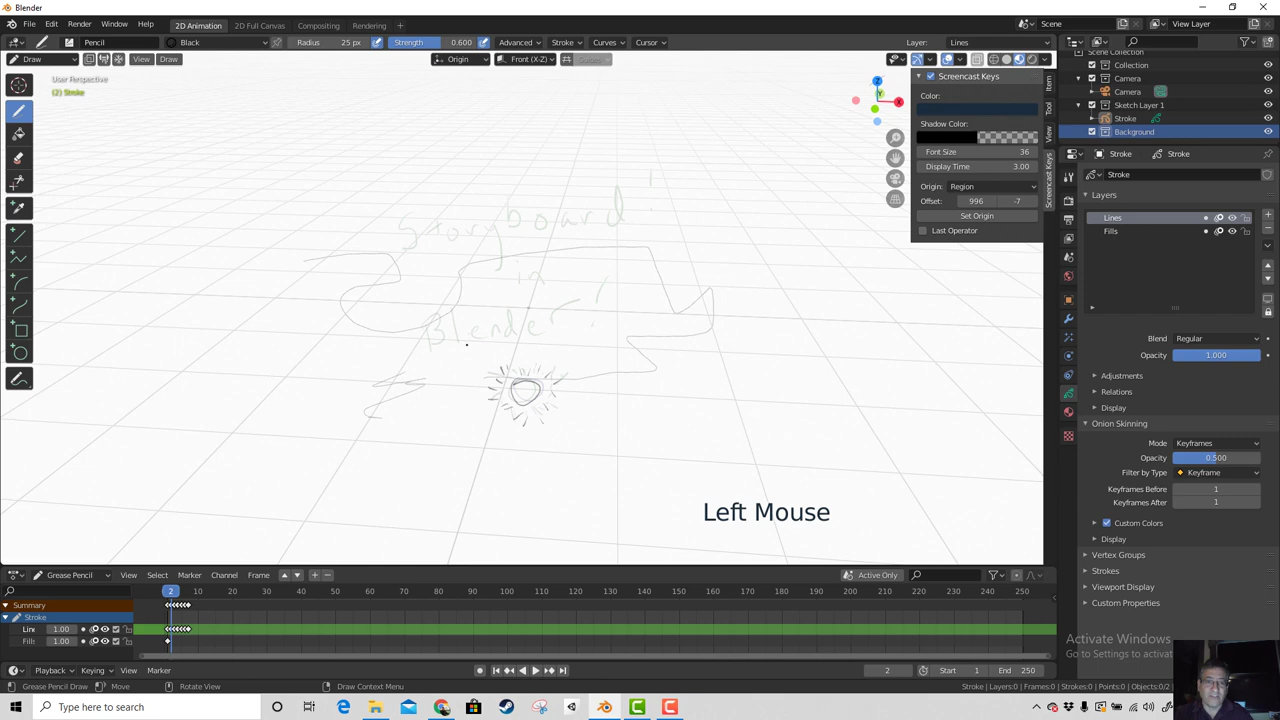 Blender
File Edit Render Window Help 2D Animation 2D Full Canvas Compositing Rendering + Scene View Layer
Pencil Black Radius 25 px Strength 0.600 Advanced Stroke Curves Cursor Layer: Lines
Draw View Draw Origin Front (X-Z) Guides
User Perspective
(2) Stroke
Z
Y
X
Screencast Keys
Color:
Shadow Color:
Font Size 36
Display Time 3.00
Origin: Region
Offset: 996 -7
Set Origin
Last Operator
Item
Tool
View
Screencast Keys
Storyboard!
in
Blender!
Left Mouse
Scene Collection
Collection
Camera
Camera
Sketch Layer 1
Stroke
Background
Stroke Stroke
Stroke
Layers
Lines
Fills
Blend Regular
Opacity 1.000
Adjustments
Relations
Display
Onion Skinning
Mode Keyframes
Opacity 0.500
Filter by Type Keyframe
Keyframes Before 1
Keyframes After 1
Custom Colors
Display
Vertex Groups
Strokes
Viewport Display
Custom Properties
Grease Pencil View Select Marker Channel Frame Active Only
2 10 20 30 40 50 60 70 80 90 100 110 120 130 140 150 160 170 180 190 200 210 220 230 240 250
Summary
Stroke
Line 1.00
Fill 1.00
Playback Keying View Marker 2 Start 1 End 250
Grease Pencil Draw Move Rotate View Draw Context Menu Stroke | Layers:0 | Frames:0 | Strokes:0 | Points:0 | Objects:0/2
Activate Windows
Go to Settings to activat
Type here to search